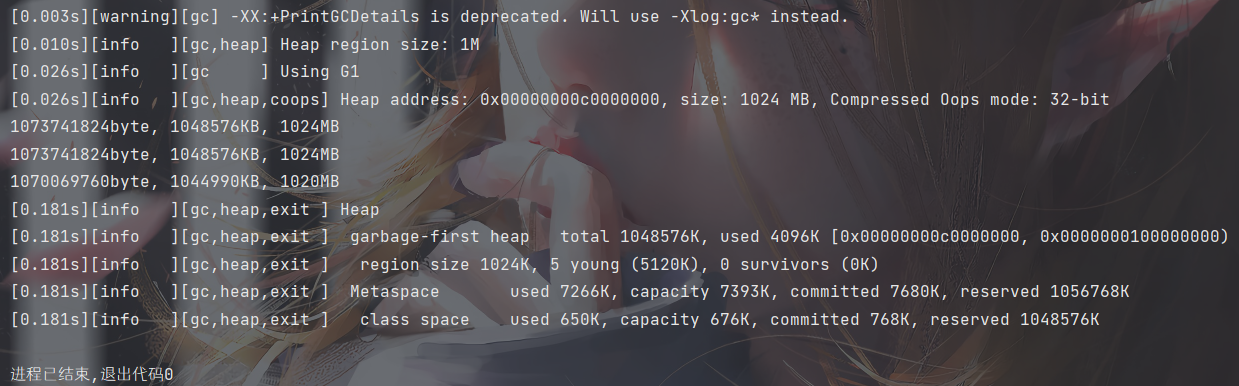 [0.003s][warning][gc] -XX:+PrintGCDetails is deprecated. Will use -Xlog:gc* instead.
[0.010s][info   ][gc,heap] Heap region size: 1M
[0.026s][info   ][gc     ] Using G1
[0.026s][info   ][gc,heap,coops] Heap address: 0x00000000c0000000, size: 1024 MB, Compressed Oops mode: 32-bit
1073741824byte, 1048576KB, 1024MB
1073741824byte, 1048576KB, 1024MB
1070069760byte, 1044990KB, 1020MB
[0.181s][info   ][gc,heap,exit ] Heap
[0.181s][info   ][gc,heap,exit ]  garbage-first heap   total 1048576K, used 4096K [0x00000000c0000000, 0x0000000100000000)
[0.181s][info   ][gc,heap,exit ]   region size 1024K, 5 young (5120K), 0 survivors (0K)
[0.181s][info   ][gc,heap,exit ]  Metaspace       used 7266K, capacity 7393K, committed 7680K, reserved 1056768K
[0.181s][info   ][gc,heap,exit ]   class space    used 650K, capacity 676K, committed 768K, reserved 1048576K
进程已结束,退出代码0